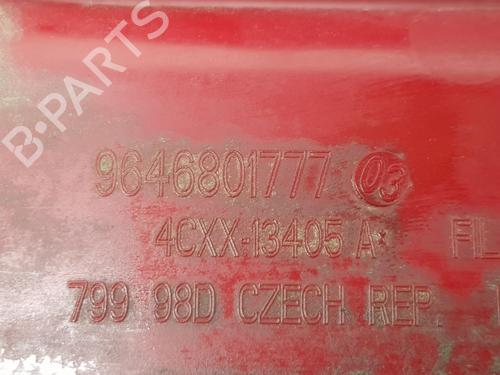 B-PARTS
9646801777 03
4CXX-13405 A
799 98D CZECH REP.